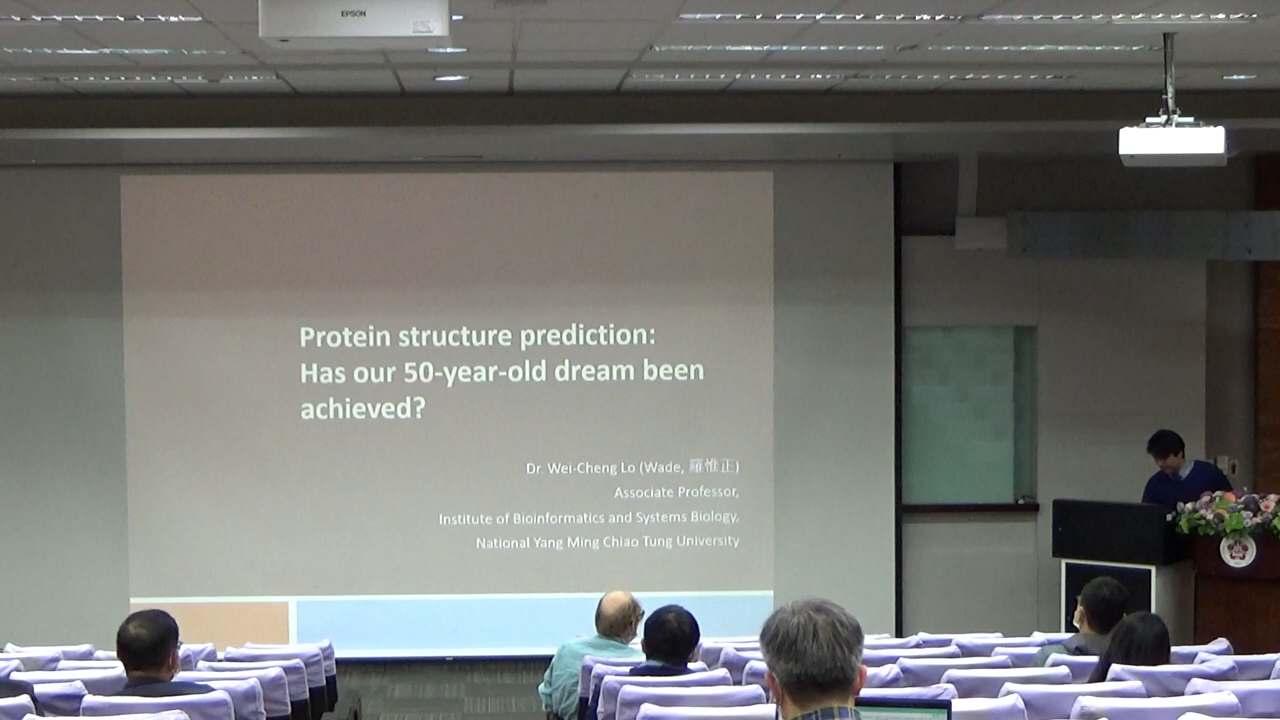 EPSON
Protein structure prediction:
Has our 50-year-old dream been
achieved?
Dr Wei-Cheng Lo (Wade, 羅惟正)
Associate Professor,
Institute of Bioinformatics and Systems Biology,
National Yang Ming Chiao Tung University